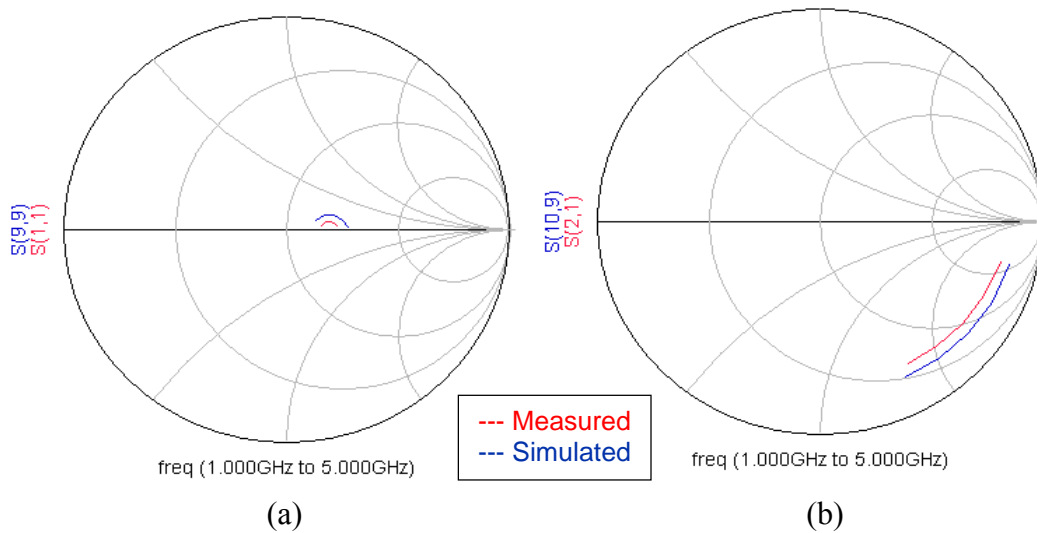 S(9,9)
S(1,1)
freq (1.000GHz to 5.000GHz)
(a)
S(10,9)
S(2,1)
freq (1.000GHz to 5.000GHz)
(b)
--- Measured
--- Simulated